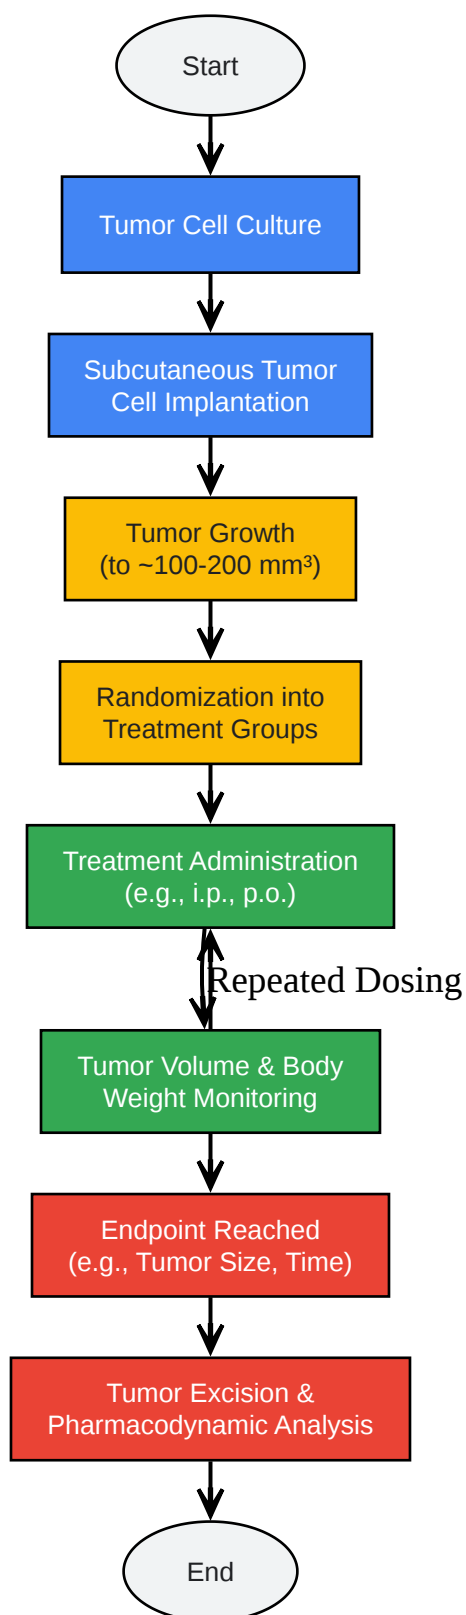 Start
Tumor Cell Culture
Subcutaneous Tumor
Cell Implantation
Tumor Growth
(to ~100-200 mm³)
Randomization into
Treatment Groups
Treatment Administration
(e.g., i.p., p.o.)
Repeated Dosing
Tumor Volume & Body
Weight Monitoring
Endpoint Reached
(e.g., Tumor Size, Time)
Tumor Excision &
Pharmacodynamic Analysis
End